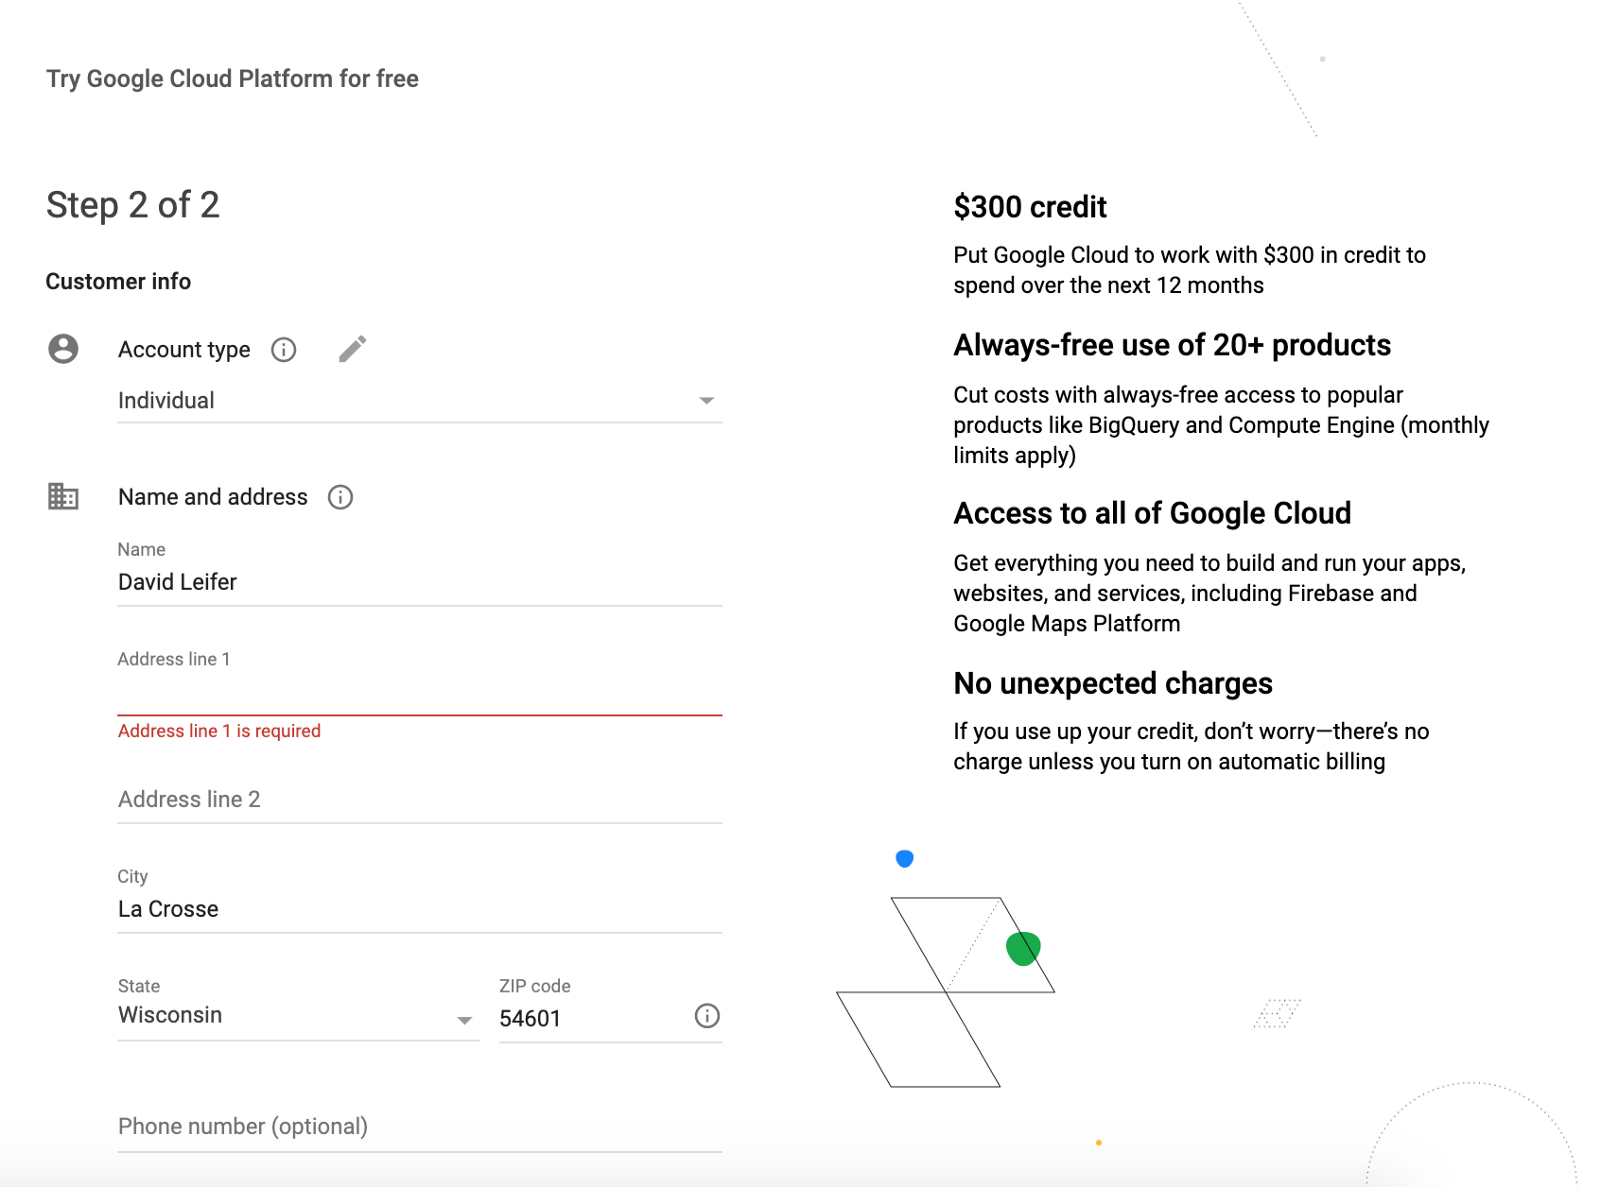 Try Google Cloud Platform for free
Step 2 of 2
Customer info
Account type
Individual
Name and address
Name
David Leifer
Address line 1
Address line 1 is required
Address line 2
City
La Crosse
State
Wisconsin
ZIP code
54601
Phone number (optional)
$300 credit
Put Google Cloud to work with $300 in credit to
spend over the next 12 months
Always-free use of 20+ products
Cut costs with always-free access to popular
products like BigQuery and Compute Engine (monthly
limits apply)
Access to all of Google Cloud
Get everything you need to build and run your apps,
websites, and services, including Firebase and
Google Maps Platform
No unexpected charges
If you use up your credit, don’t worry—there’s no
charge unless you turn on automatic billing